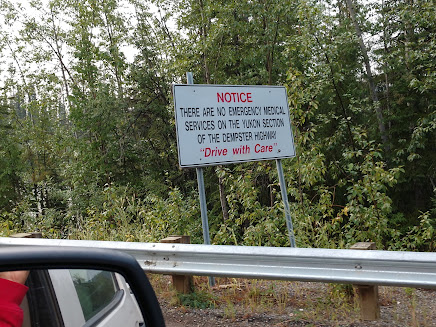 NOTICE
THERE ARE NO EMERGENCY MEDICAL
SERVICES ON THE YUKON SECTION
OF THE DEMPSTER HIGHWAY
"Drive with Care"